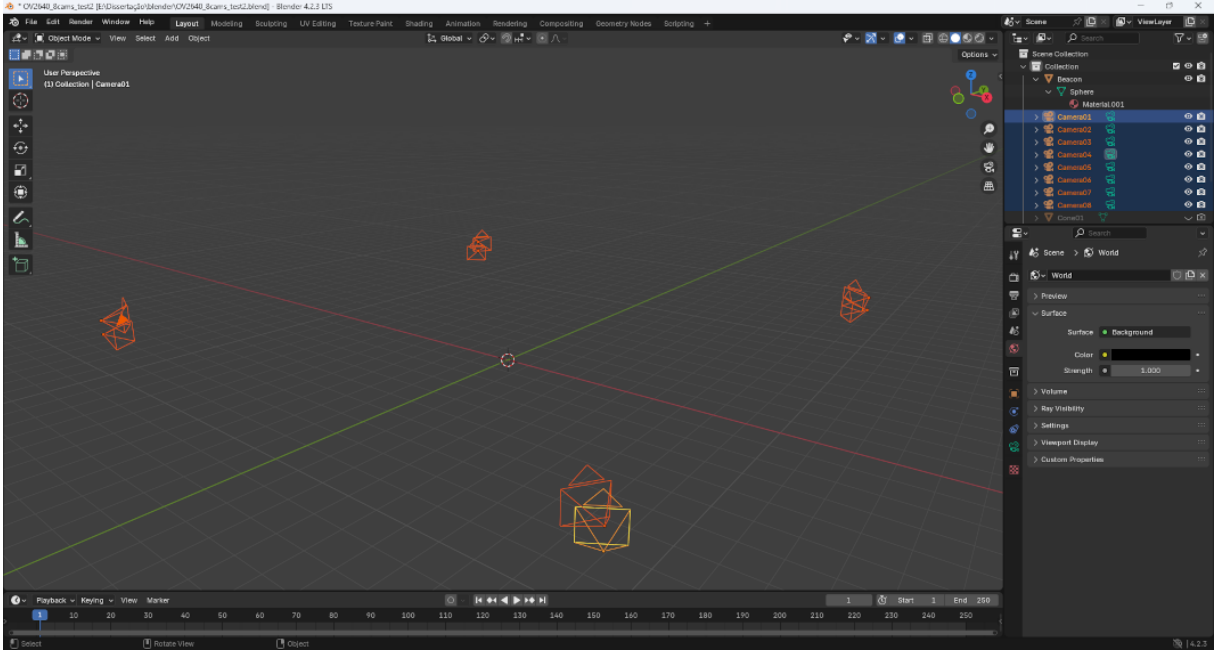 * OV2640_8cams_test2 [E:\Dissertação\blender\OV2640_8cams_test2.blend] - Blender 4.2.3 LTS
File Edit Render Window Help Layout Modeling Sculpting UV Editing Texture Paint Shading Animation Rendering Compositing Geometry Nodes Scripting + Scene ViewLayer
Object Mode View Select Add Object Global Search
Options
User Perspective
(1) Collection | Camera01
Scene Collection
Collection
Beacon
Sphere
Material.001
Camera01
Camera02
Camera03
Camera04
Camera05
Camera06
Camera07
Camera08
Cone01
Search
Scene > World
World
Preview
Surface
Surface Background
Color
Strength 1.000
Volume
Ray Visibility
Settings
Viewport Display
Custom Properties
X
Y
Z
Playback Keying View Marker 1 Start 1 End 250
1 10 20 30 40 50 60 70 80 90 100 110 120 130 140 150 160 170 180 190 200 210 220 230 240 250
Select Rotate View Object 4.2.3